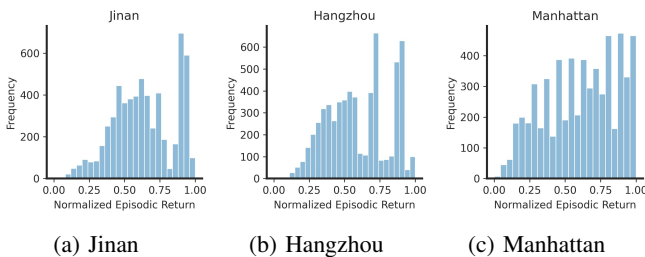 Jinan
Hangzhou
Manhattan
Frequency
600
400
200
0
0.00 0.25 0.50 0.75 1.00
Normalized Episodic Return
Frequency
600
500
400
300
200
100
0
0.00 0.25 0.50 0.75 1.00
Normalized Episodic Return
Frequency
400
300
200
100
0
0.00 0.25 0.50 0.75 1.00
Normalized Episodic Return
(a) Jinan
(b) Hangzhou
(c) Manhattan